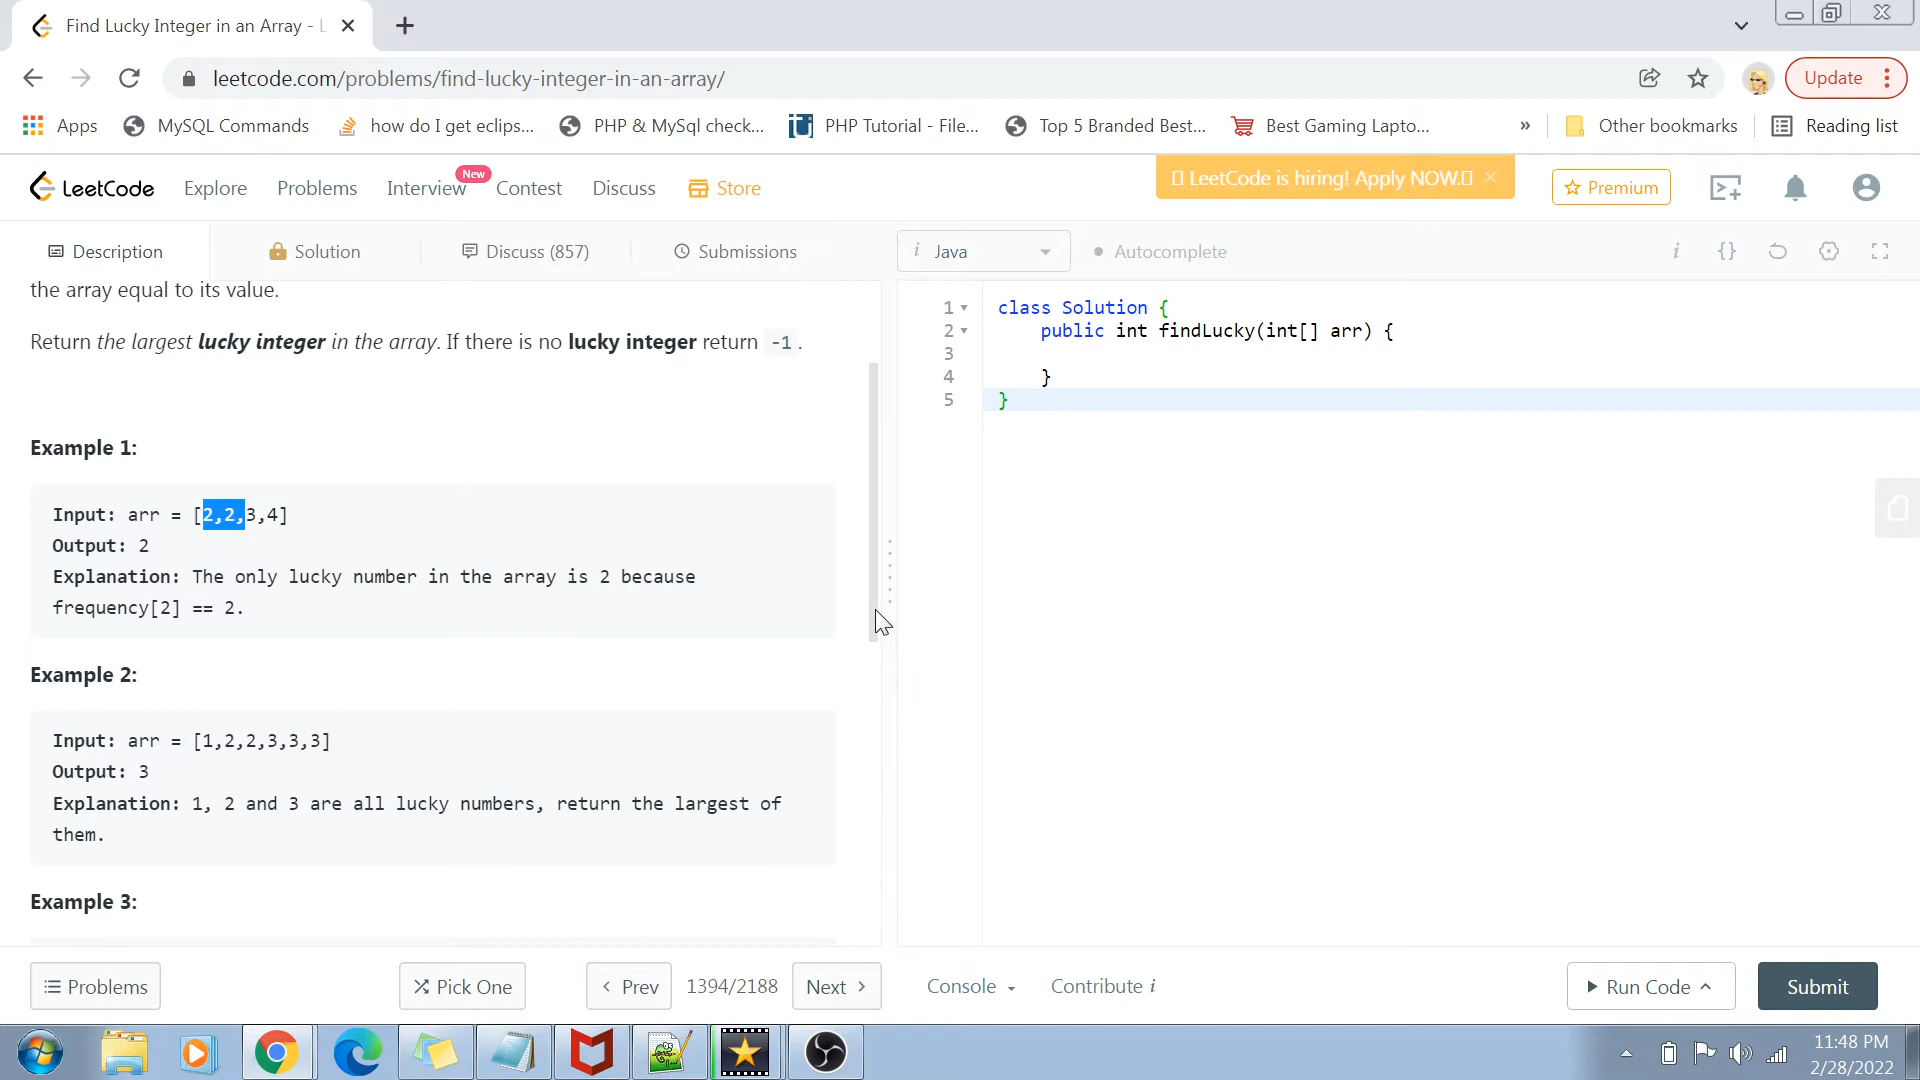 Find Lucky Integer in an Array - L
leetcode.com/problems/find-lucky-integer-in-an-array/
Update
Apps
MySQL Commands
how do I get eclips...
PHP & MySql check...
PHP Tutorial - File...
Top 5 Branded Best...
Best Gaming Lapto...
»
Other bookmarks
Reading list
LeetCode
Explore
Problems
Interview
New
Contest
Discuss
Store
LeetCode is hiring! Apply NOW.
Premium
Description
Solution
Discuss (857)
Submissions
i Java
Autocomplete
i
{}
the array equal to its value.
Return the largest lucky integer in the array. If there is no lucky integer return -1 .
Example 1:
Input: arr = [2,2,3,4]
Output: 2
Explanation: The only lucky number in the array is 2 because
frequency[2] == 2.
Example 2:
Input: arr = [1,2,2,3,3,3]
Output: 3
Explanation: 1, 2 and 3 are all lucky numbers, return the largest of
them.
Example 3:
1 class Solution {
2 public int findLucky(int[] arr) {
3
4 }
5 }
Problems
Pick One
Prev
1394/2188
Next
Console
Contribute i
Run Code
Submit
11:48 PM
2/28/2022